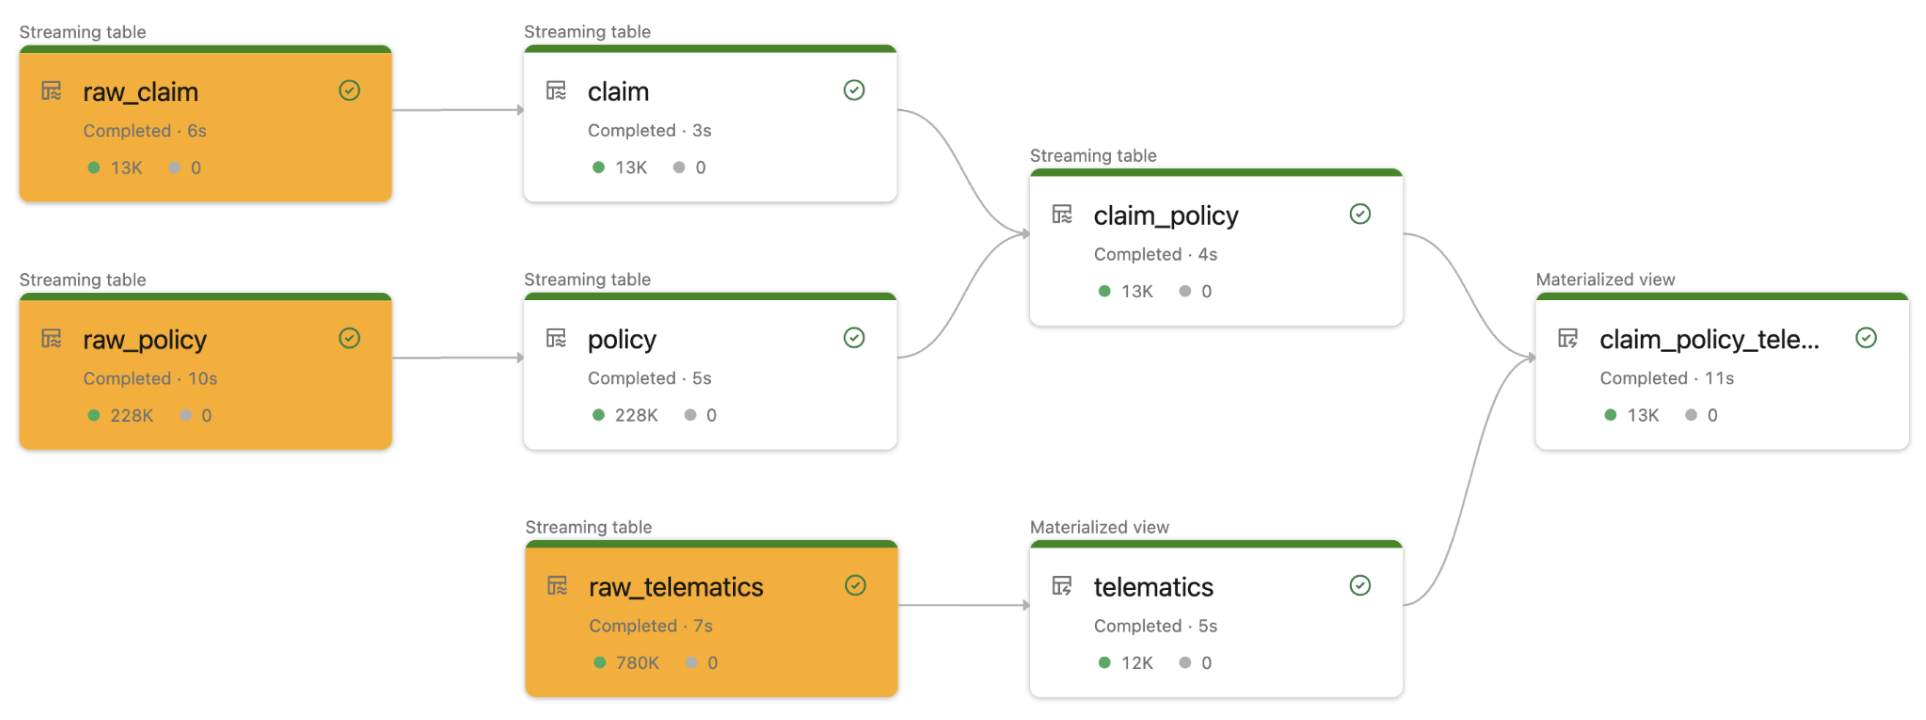 Streaming table
raw_claim
Completed · 6s
13K 0
Streaming table
claim
Completed · 3s
13K 0
Streaming table
raw_policy
Completed · 10s
228K 0
Streaming table
policy
Completed · 5s
228K 0
Streaming table
claim_policy
Completed · 4s
13K 0
Streaming table
raw_telematics
Completed · 7s
780K 0
Materialized view
telematics
Completed · 5s
12K 0
Materialized view
claim_policy_tele...
Completed · 11s
13K 0